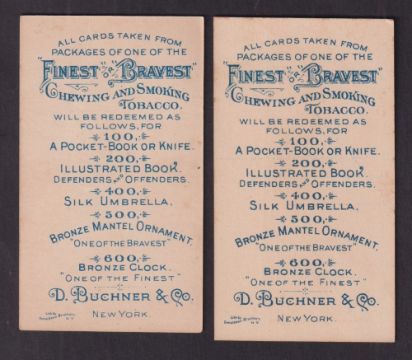 ALL CARDS TAKEN FROM
PACKAGES OF ONE OF THE
"FINEST AND BRAVEST"
CHEWING AND SMOKING
TOBACCO.
WILL BE REDEEMED AS
FOLLOWS, FOR
100,
A POCKET-BOOK OR KNIFE.
200,
ILLUSTRATED BOOK,
DEFENDERS AND OFFENDERS.
400,
SILK UMBRELLA.
500,
BRONZE MANTEL ORNAMENT.
"ONE OF THE BRAVEST"
600,
BRONZE CLOCK.
"ONE OF THE FINEST"
D. BUCHNER & CO.
NEW YORK.
ALL CARDS TAKEN FROM
PACKAGES OF ONE OF THE
"FINEST AND BRAVEST"
CHEWING AND SMOKING
TOBACCO.
WILL BE REDEEMED AS
FOLLOWS, FOR
100,
A POCKET-BOOK OR KNIFE.
200,
ILLUSTRATED BOOK,
DEFENDERS AND OFFENDERS.
400,
SILK UMBRELLA.
500,
BRONZE MANTEL ORNAMENT.
"ONE OF THE BRAVEST"
600,
BRONZE CLOCK.
"ONE OF THE FINEST"
D. BUCHNER & CO.
NEW YORK.